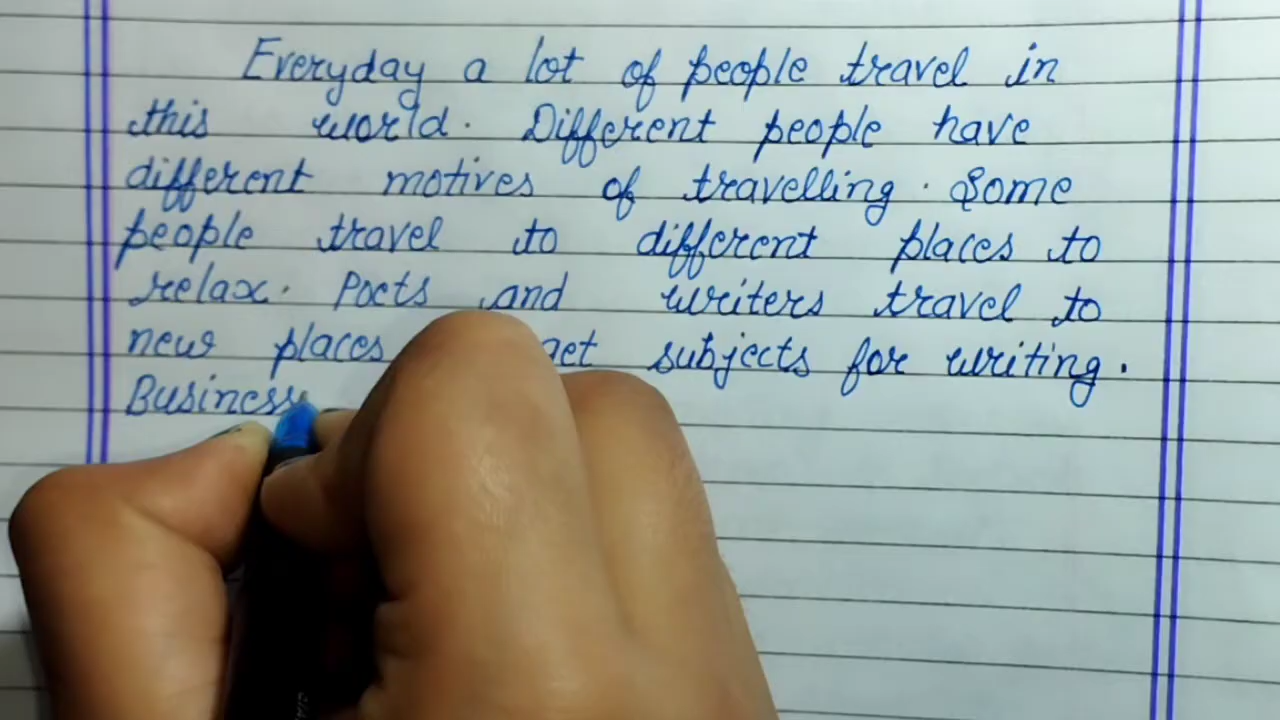 Everyday a lot of people travel in
this world. Different people have
different motives of travelling. Some
people travel to different places to
relax. Poets and writers travel to
new places get subjects for writing.
Business